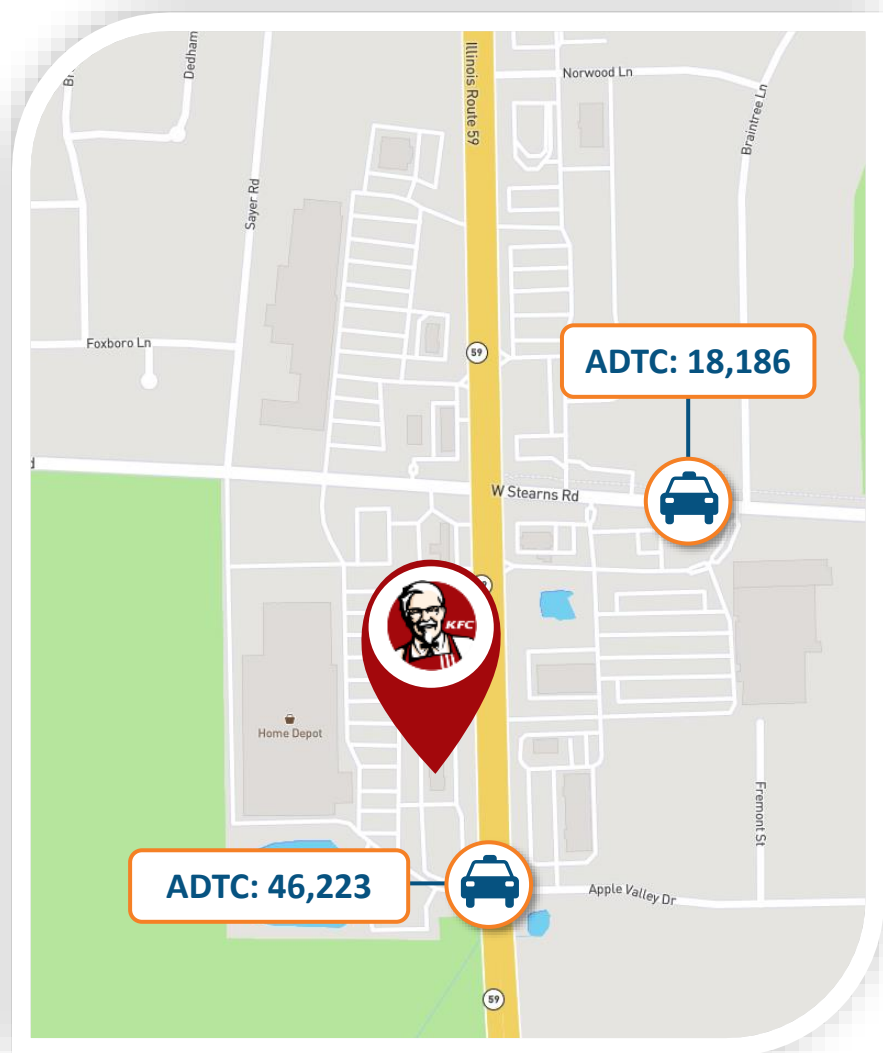 Dedham
Illinois Route 59
Norwood Ln
Braintree Ln
Sayer Rd
Foxboro Ln
59
ADTC: 18,186
W Stearns Rd
KFC
Home Depot
Fremont St
ADTC: 46,223
Apple Valley Dr
59